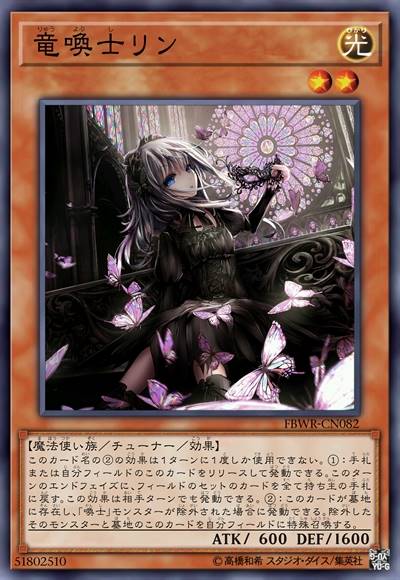 竜喚士リン
光
FBWR-CN082
【魔法使い族／チューナー／効果】
このカード名の②の効果は1ターンに1度しか使用できない。①：手札
または自分フィールドのこのカードをリリースして発動できる。このター
ンのエンドフェイズに、フィールドのセットのカードを全て持ち主の手札
に戻す。この効果は相手ターンでも発動できる。②：このカードが墓地
に存在し、「喚士」モンスターが除外された場合に発動できる。除外した
そのモンスターと墓地のこのカードを自分フィールドに特殊召喚する。
ATK/ 600 DEF/1600
51802510
©高橋和希 スタジオ・ダイス/集英社